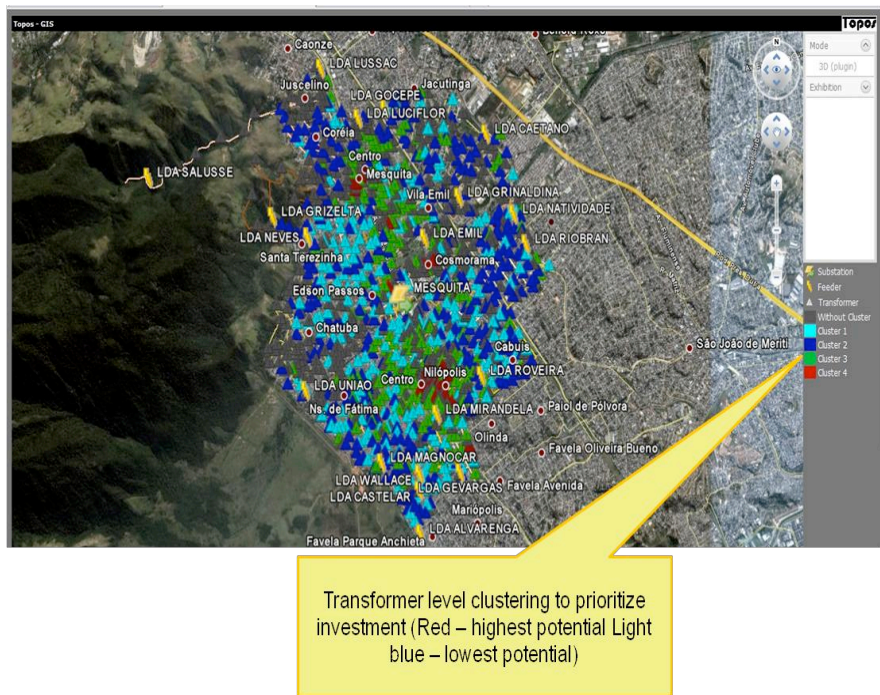 Topos - GIS
Topos
Caonze
Belford Roxo
LDA LUSSAC
Juscelino
Jacutinga
LDA GOCEPE
LDA LUCIFLOR
LDA CAETANO
Coréia
Centro
Mesquita
LDA SALUSSE
Vila Emil
LDA GRINALDINA
LDA GRIZELTA
LDA NATIVIDADE
LDA NEVES
LDA EMIL
LDA RIOBRAN
Santa Terezinha
Cosmorama
Edson Passos
MESQUITA
Chatuba
Cabuis
São João de Meriti
Nilópolis
LDA ROVEIRA
LDA UNIAO
Centro
Ns. de Fátima
LDA MIRANDELA
Paiol de Pólvora
Olinda
LDA MAGNOCAR
Favela Oliveira Bueno
LDA WALLACE
LDA GEVARGAS
Favela Avenida
LDA CASTELAR
Mariópolis
LDA ALVARENGA
Favela Parque Anchieta
N
Mode
3D (plugin)
Exhibition
Substation
Feeder
Transformer
Without Cluster
Cluster 1
Cluster 2
Cluster 3
Cluster 4
Transformer level clustering to prioritize
investment (Red – highest potential Light
blue – lowest potential)